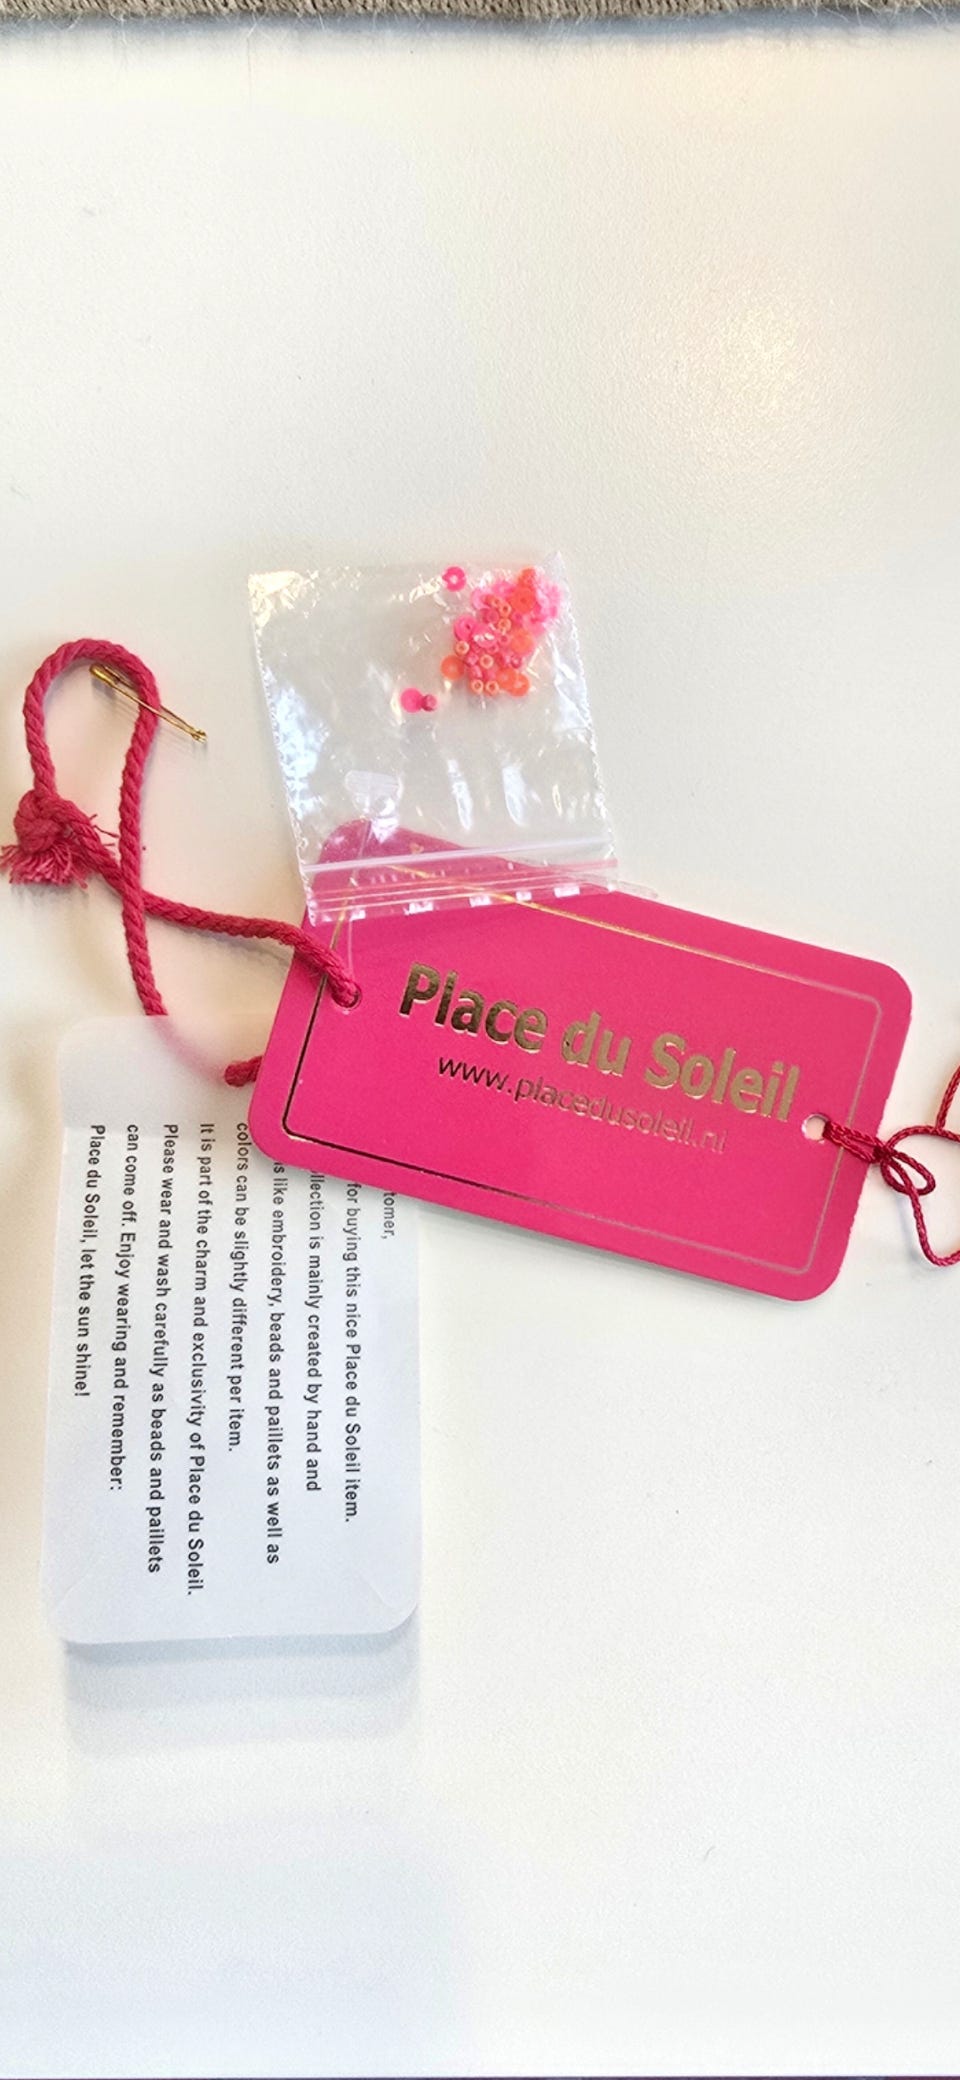 Place du Soleil
www.placedusoleil.nl
tomer,
for buying this nice Place du Soleil item.
llection is mainly created by hand and
s like embroidery, beads and paillets as well as
colors can be slightly different per item.
It is part of the charm and exclusivity of Place du Soleil.
Please wear and wash carefully as beads and paillets
can come off. Enjoy wearing and remember:
Place du Soleil, let the sun shine!